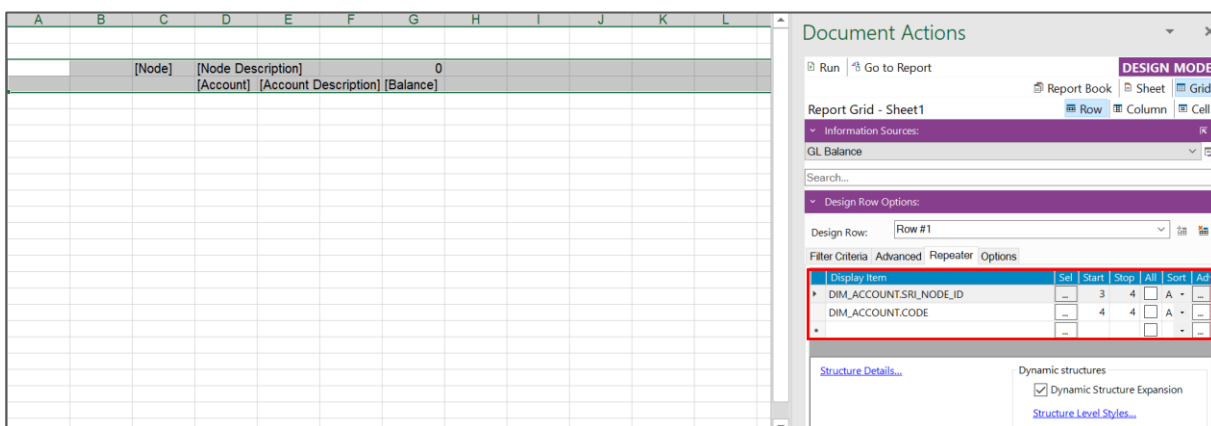 A B C D E F G H I J K L
[Node] [Node Description] 0
[Account] [Account Description] [Balance]
Document Actions
Run Go to Report DESIGN MODE
Report Book Sheet Grid
Report Grid - Sheet1 Row Column Cell
Information Sources:
GL Balance
Search...
Design Row Options:
Design Row: Row #1
Filter Criteria Advanced Repeater Options
Display Item Sel Start Stop All Sort Adv
DIM_ACCOUNT.SRI_NODE_ID ... 3 4 A ...
DIM_ACCOUNT.CODE ... 4 4 A ...
* ... ...
Structure Details... Dynamic structures
Dynamic Structure Expansion
Structure Level Styles...